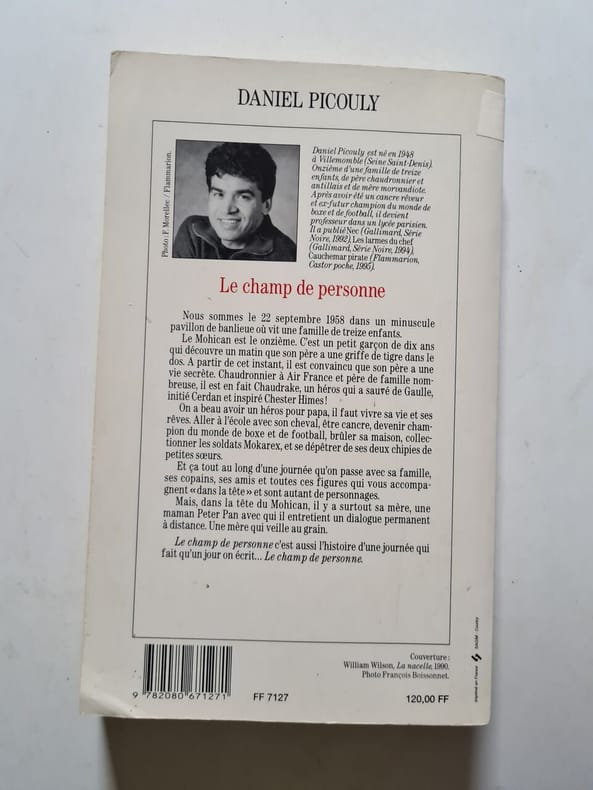 DANIEL PICOULY
Photo: F. Morellec / Flammarion.
Daniel Picouly est né en 1948
à Villemomble (Seine Saint-Denis).
Onzième d'une famille de treize
enfants, de père chaudronnier et
antillais et de mère morvandiote.
Après avoir été un cancre rêveur
et ex-futur champion du monde de
boxe et de football, il devient
professeur dans un lycée parisien.
Il a publié Nec (Gallimard, Série
Noire, 1992), Les larmes du chef
(Gallimard, Série Noire, 1994),
Cauchemar pirate (Flammarion,
Castor poche, 1995).
Le champ de personne
Nous sommes le 22 septembre 1958 dans un minuscule
pavillon de banlieue où vit une famille de treize enfants.
Le Mohican est le onzième. C'est un petit garçon de dix ans
qui découvre un matin que son père a une griffe de tigre dans le
dos. A partir de cet instant, il est convaincu que son père a une
vie secrète. Chaudronnier à Air France et père de famille nom-
breuse, il est en fait Chaudrake, un héros qui a sauvé de Gaulle,
initié Cerdan et inspiré Chester Himes!
On a beau avoir un héros pour papa, il faut vivre sa vie et ses
rêves. Aller à l'école avec son cheval, être cancre, devenir cham-
pion du monde de boxe et de football, brûler sa maison, collec-
tionner les soldats Mokarex, et se dépêtrer de ses deux chipies de
petites sœurs.
Et ça tout au long d'une journée qu'on passe avec sa famille,
ses copains, ses amis et toutes ces figures qui vous accompa-
gnent «dans la tête» et sont autant de personnages.
Mais, dans la tête du Mohican, il y a surtout sa mère, une
maman Peter Pan avec qui il entretient un dialogue permanent
à distance. Une mère qui veille au grain.
Le champ de personne c'est aussi l'histoire d'une journée qui
fait qu'un jour on écrit... Le champ de personne.
Couverture:
William Wilson, La nacelle, 1990.
Photo François Boissonnet.
9 782080 671271
FF 7127
120,00 FF
Imprimé en France